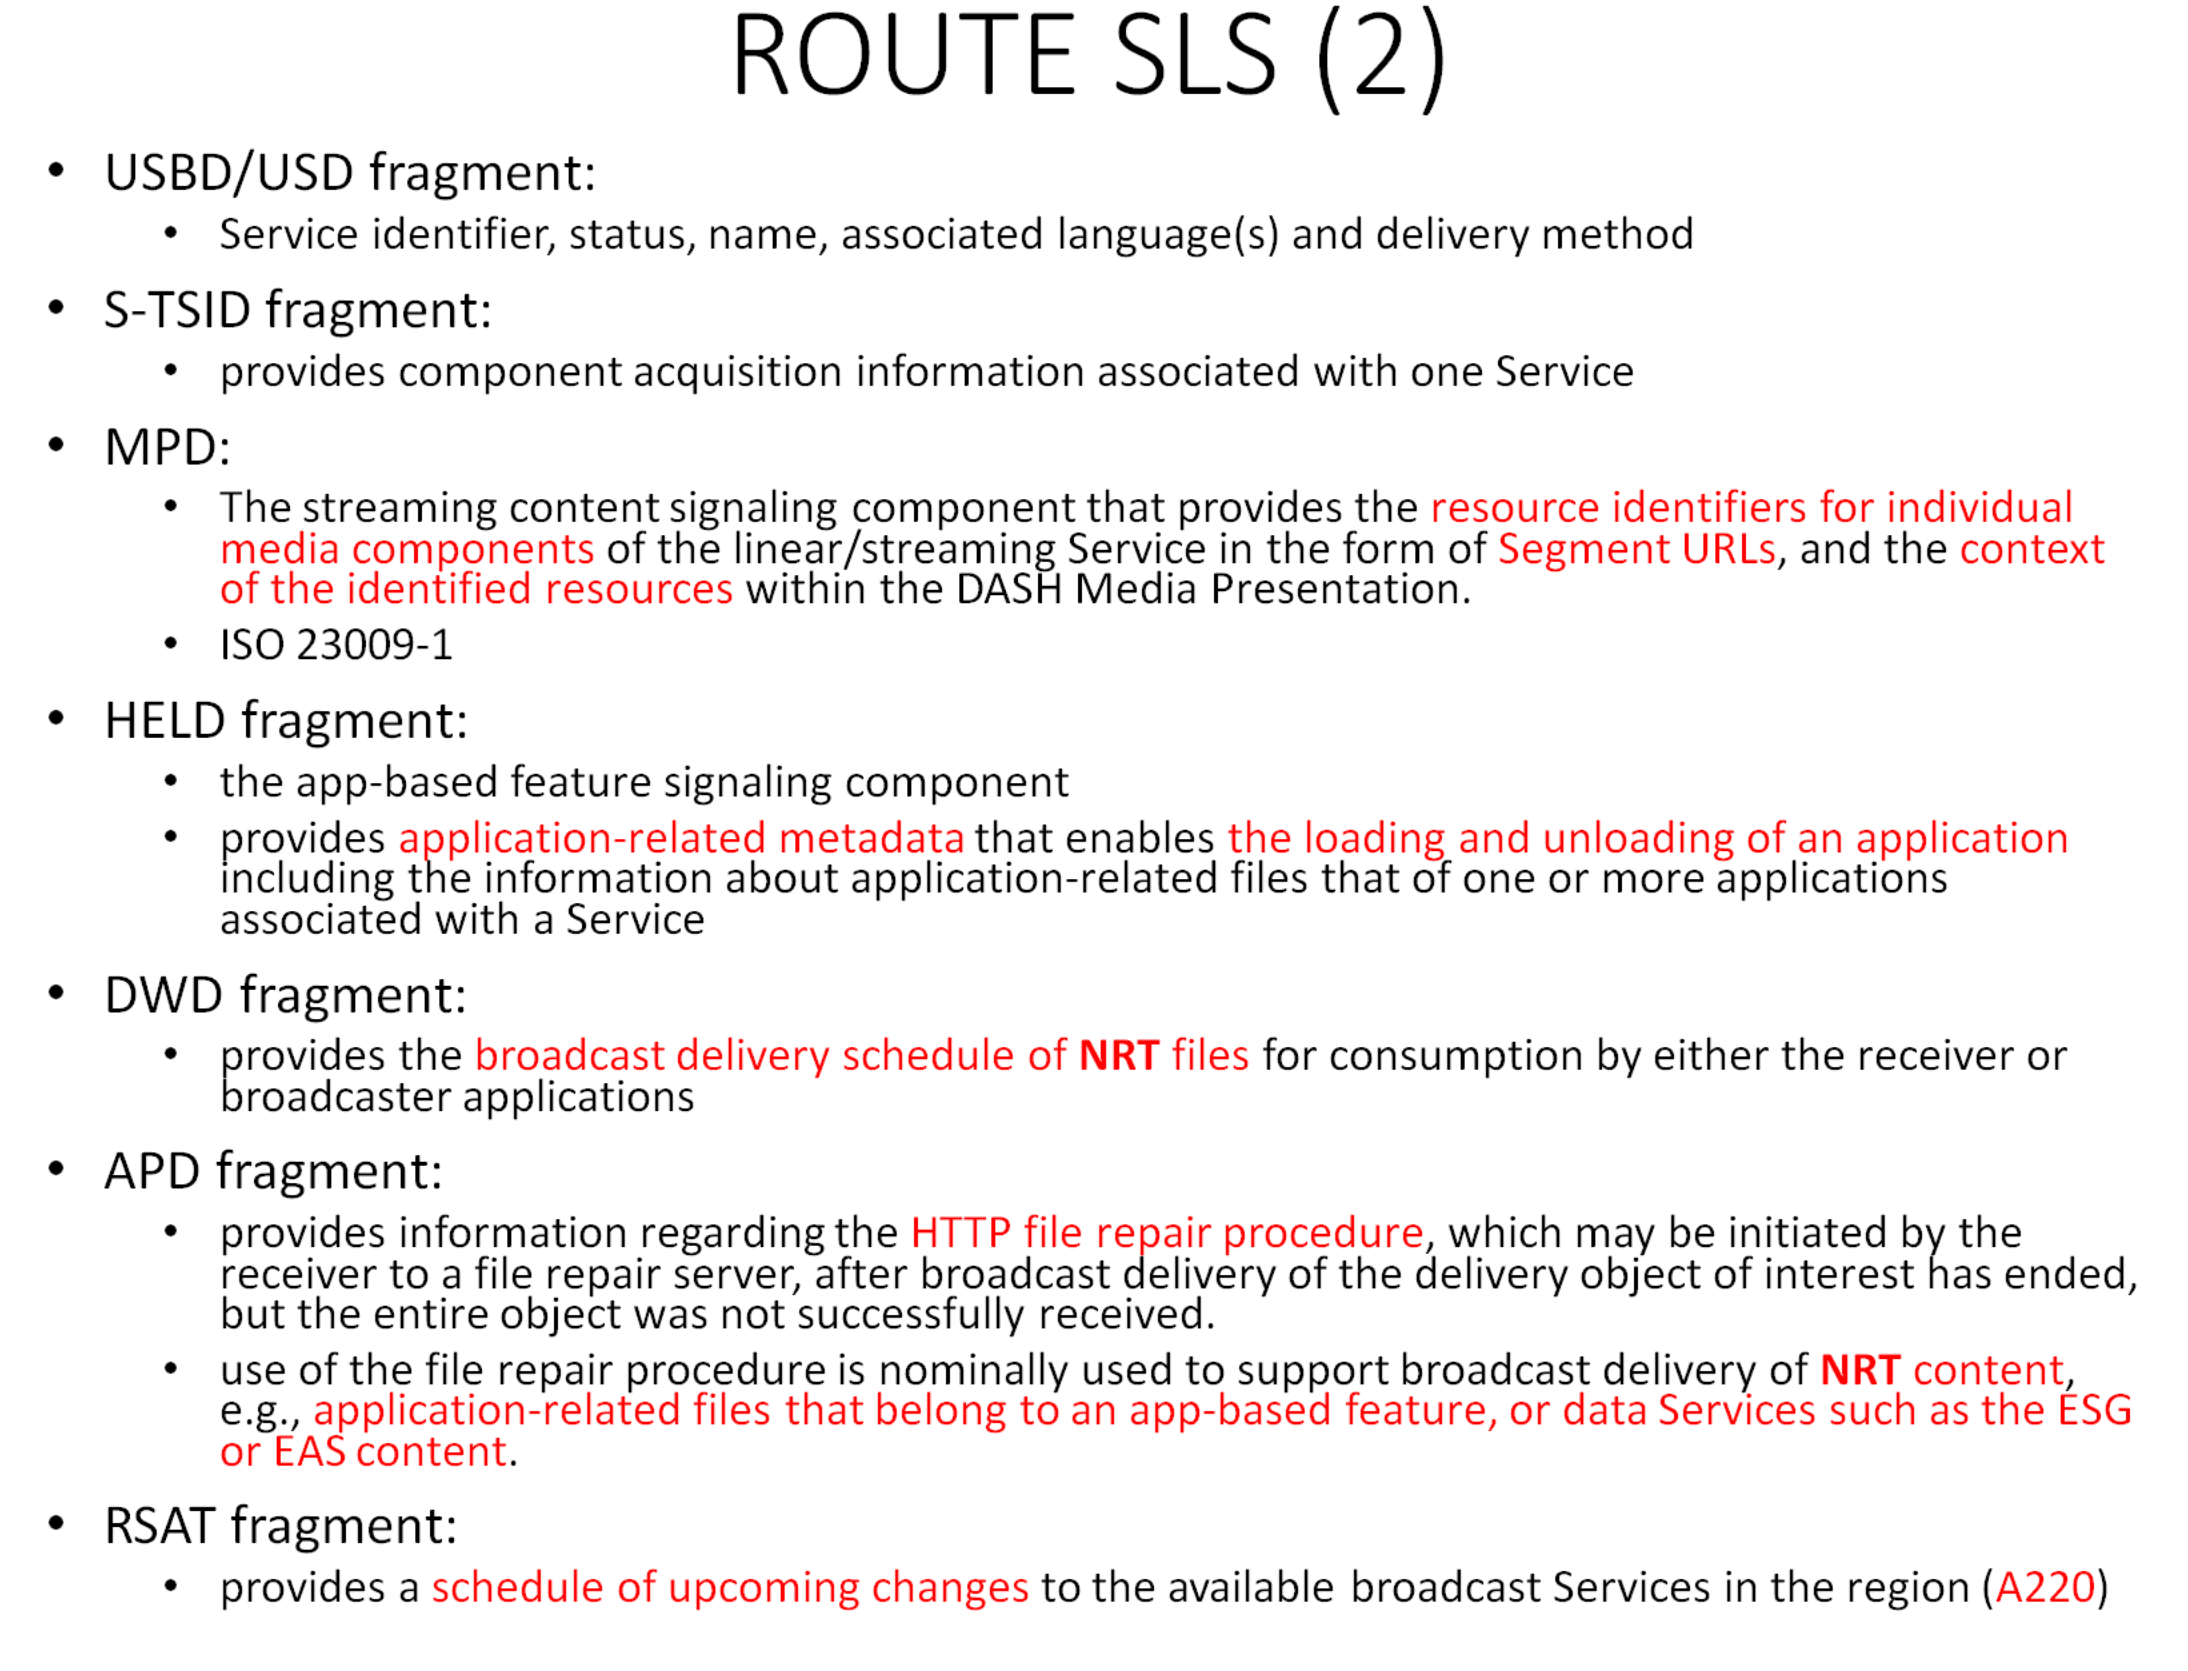 ROUTE SLS (2)
• USBD/USD fragment:
• Service identifier, status, name, associated language(s) and delivery method
• S-TSID fragment:
• provides component acquisition information associated with one Service
• MPD:
• The streaming content signaling component that provides the resource identifiers for individual
media components of the linear/streaming Service in the form of Segment URLs, and the context
of the identified resources within the DASH Media Presentation.
• ISO 23009-1
• HELD fragment:
• the app-based feature signaling component
• provides application-related metadata that enables the loading and unloading of an application
including the information about application-related files that of one or more applications
associated with a Service
• DWD fragment:
• provides the broadcast delivery schedule of NRT files for consumption by either the receiver or
broadcaster applications
• APD fragment:
• provides information regarding the HTTP file repair procedure, which may be initiated by the
receiver to a file repair server, after broadcast delivery of the delivery object of interest has ended,
but the entire object was not successfully received.
• use of the file repair procedure is nominally used to support broadcast delivery of NRT content,
e.g., application-related files that belong to an app-based feature, or data Services such as the ESG
or EAS content.
• RSAT fragment:
• provides a schedule of upcoming changes to the available broadcast Services in the region (A220)